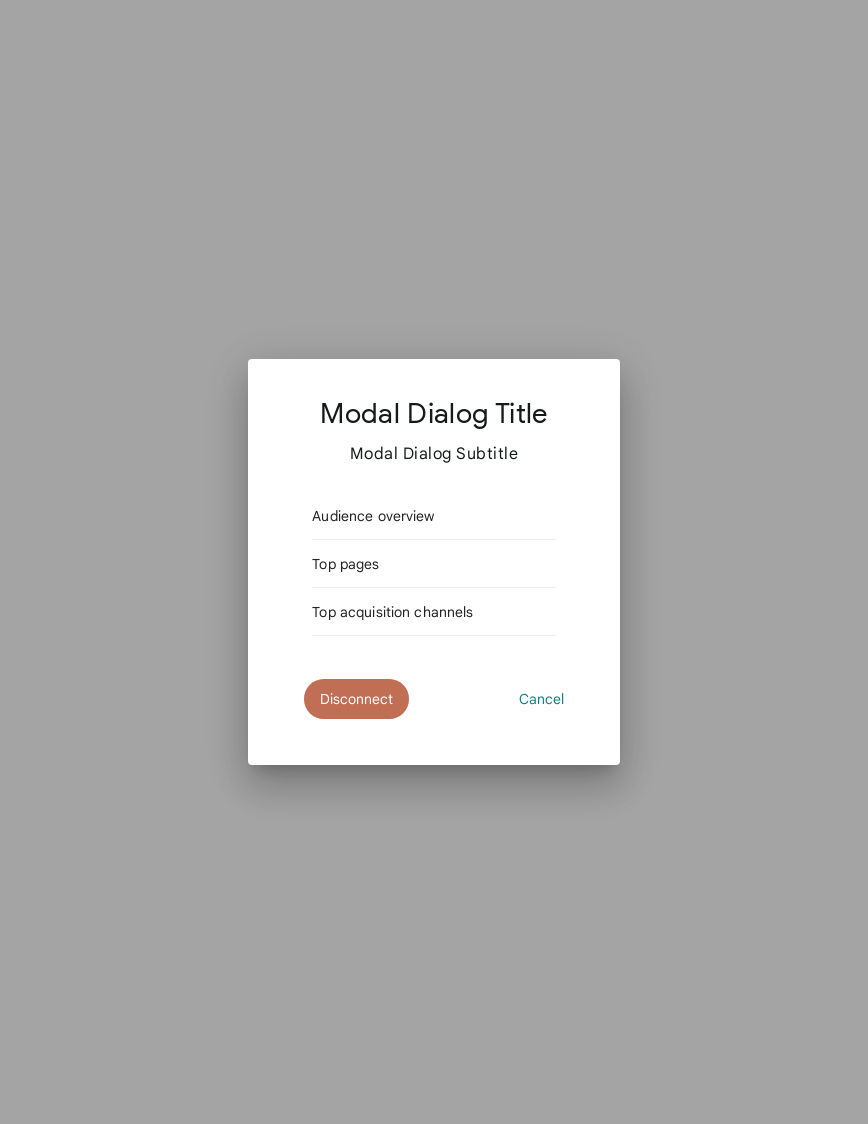 Modal Dialog Title
Modal Dialog Subtitle
Audience overview
Top pages
Top acquisition channels
Disconnect
Cancel